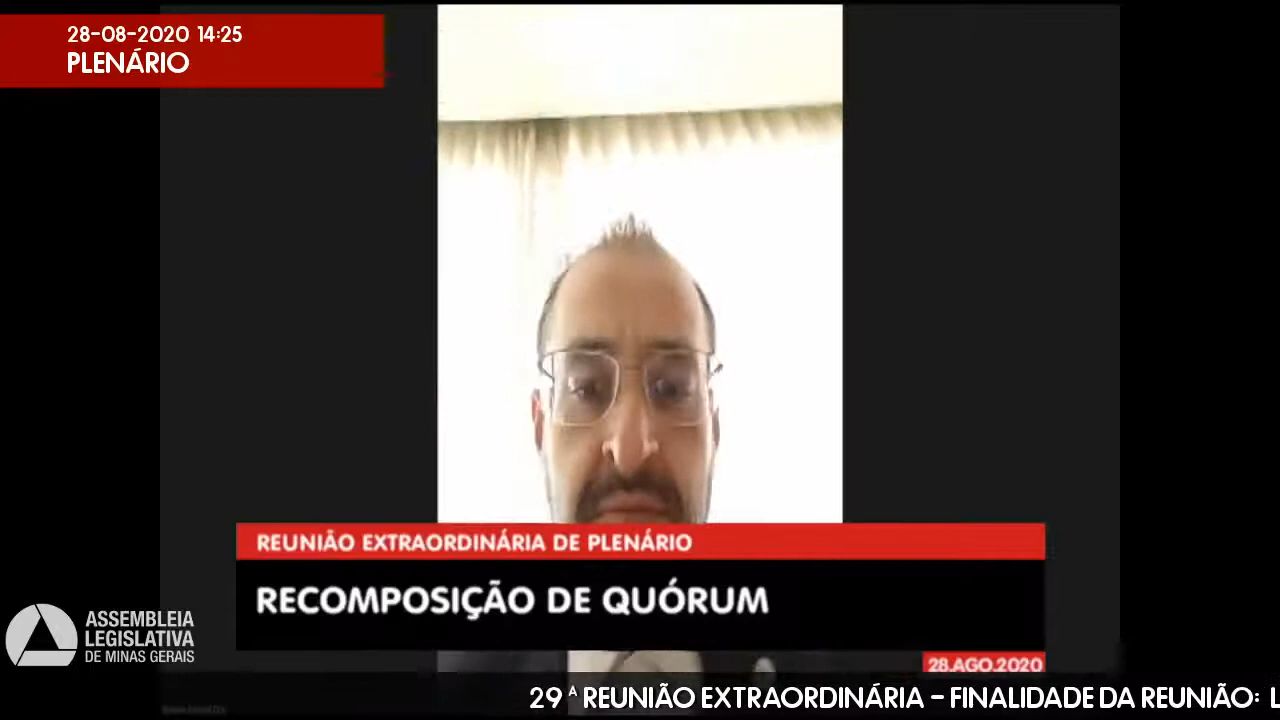 28-08-2020 14:25
PLENÁRIO
REUNIÃO EXTRAORDINÁRIA DE PLENÁRIO
RECOMPOSIÇÃO DE QUÓRUM
ASSEMBLEIA
LEGISLATIVA
DE MINAS GERAIS
28.AGO.2020
29ª REUNIÃO EXTRAORDINÁRIA - FINALIDADE DA REUNIÃO: L